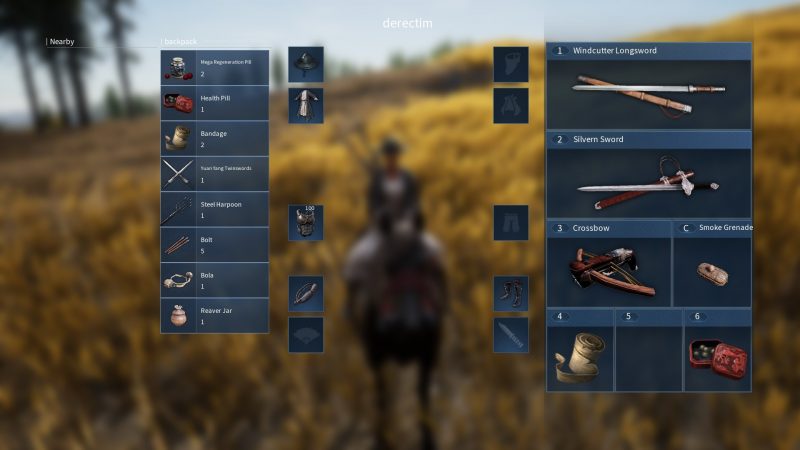 derectim
Nearby
backpack
Mega Regeneration Pill
2
Health Pill
1
Bandage
2
Yuan Yang Twinswords
1
Steel Harpoon
1
Bolt
5
Bola
1
Reaver Jar
1
100
1 Windcutter Longsword
2 Silvern Sword
3 Crossbow
C Smoke Grenade
4
5
6